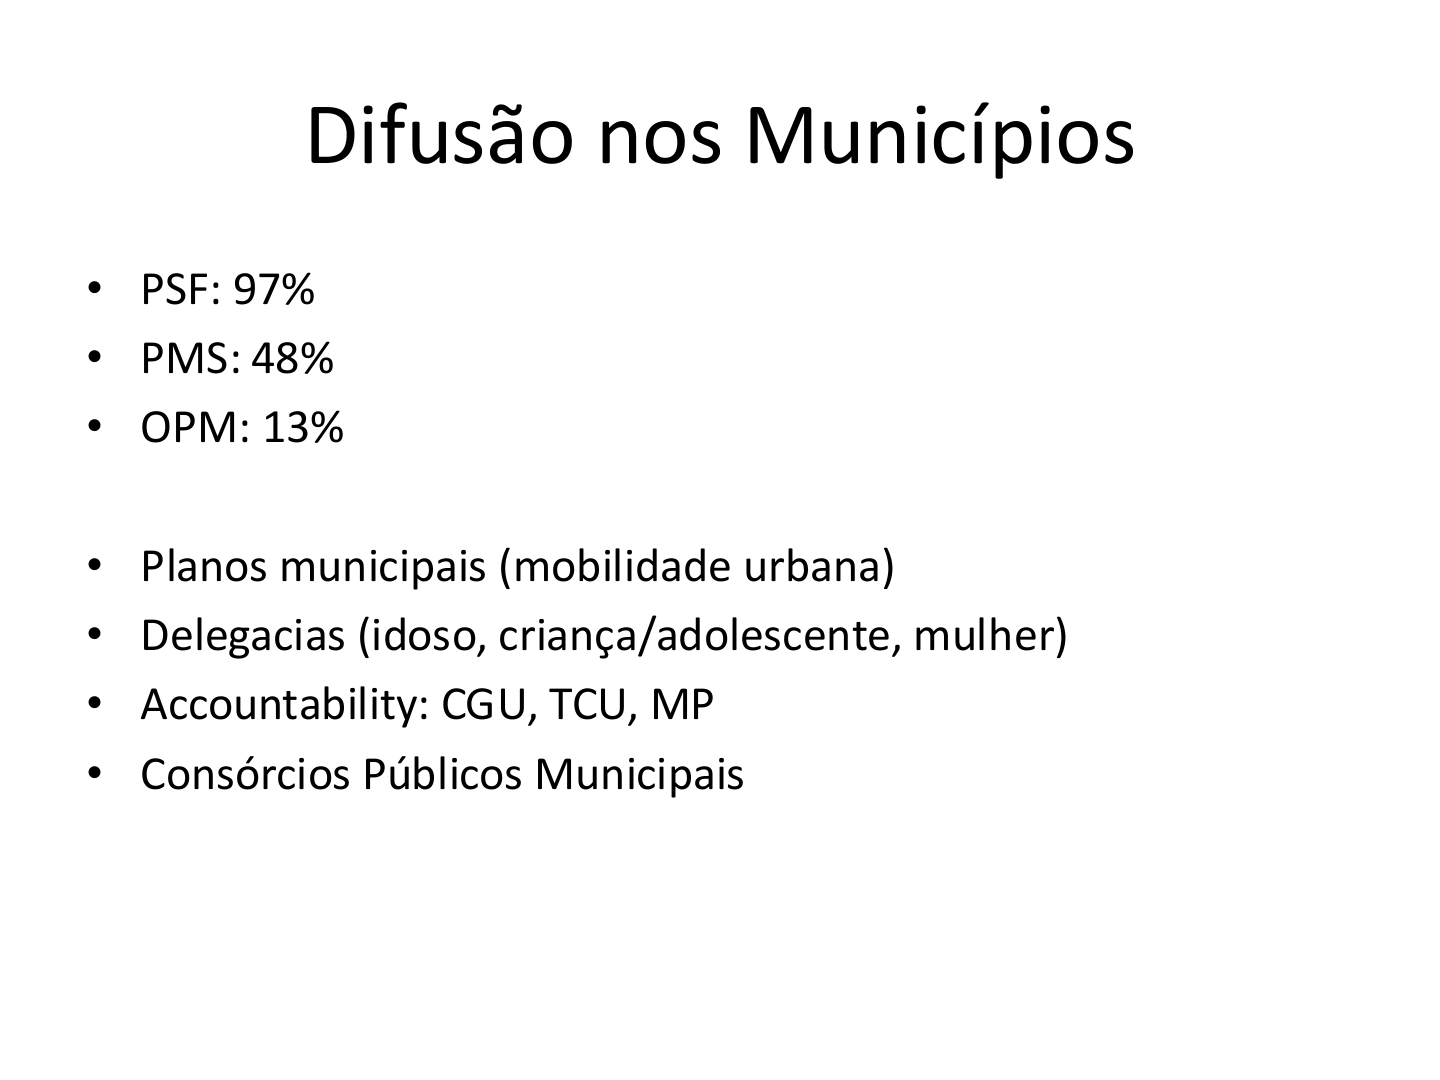 Difusão nos Municípios
• PSF: 97%
• PMS: 48%
• OPM: 13%
• Planos municipais (mobilidade urbana)
• Delegacias (idoso, criança/adolescente, mulher)
• Accountability: CGU, TCU, MP
• Consórcios Públicos Municipais